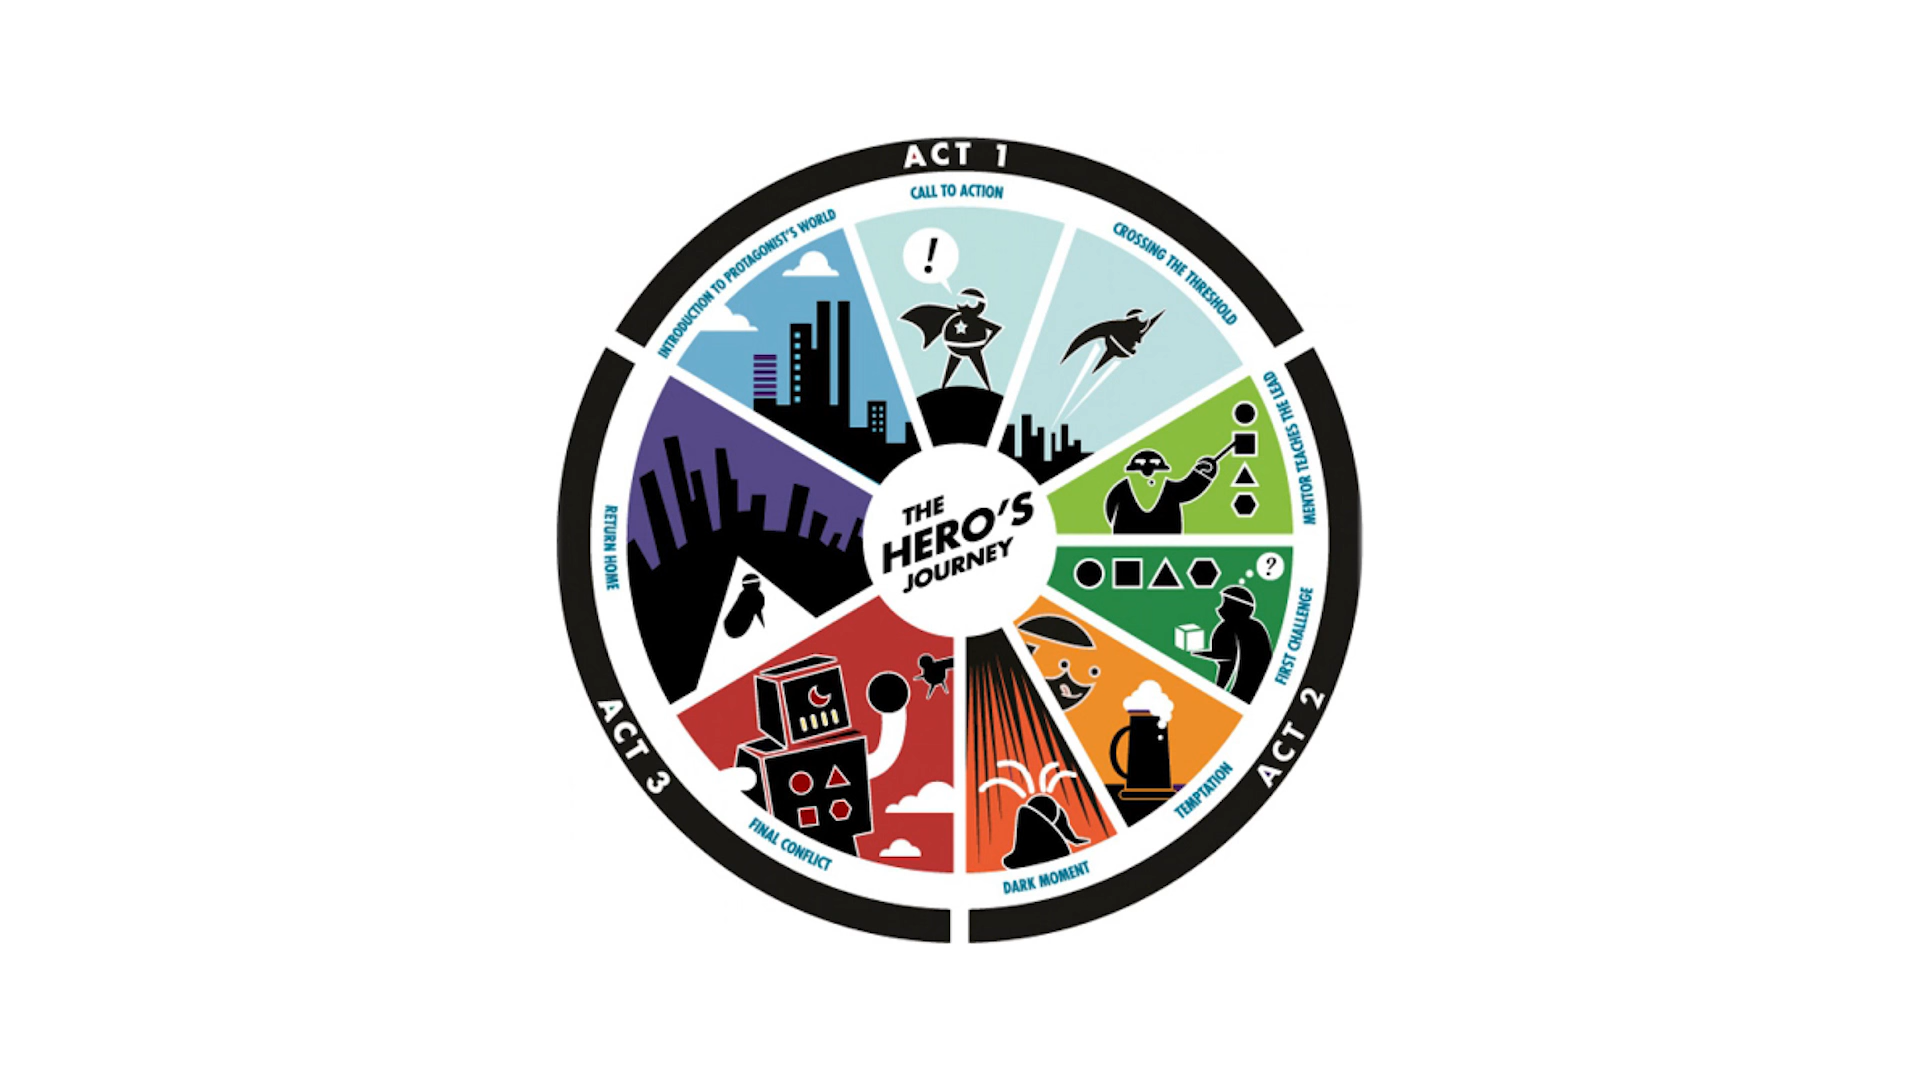 ACT 1
INTRODUCTION TO PROTAGONIST'S WORLD
CALL TO ACTION
CROSSING THE THRESHOLD
!
ACT 2
MENTOR TEACHES THE LEAD
FIRST CHALLENGE
?
TEMPTATION
DARK MOMENT
ACT 3
FINAL CONFLICT
RETURN HOME
THE
HERO'S
JOURNEY